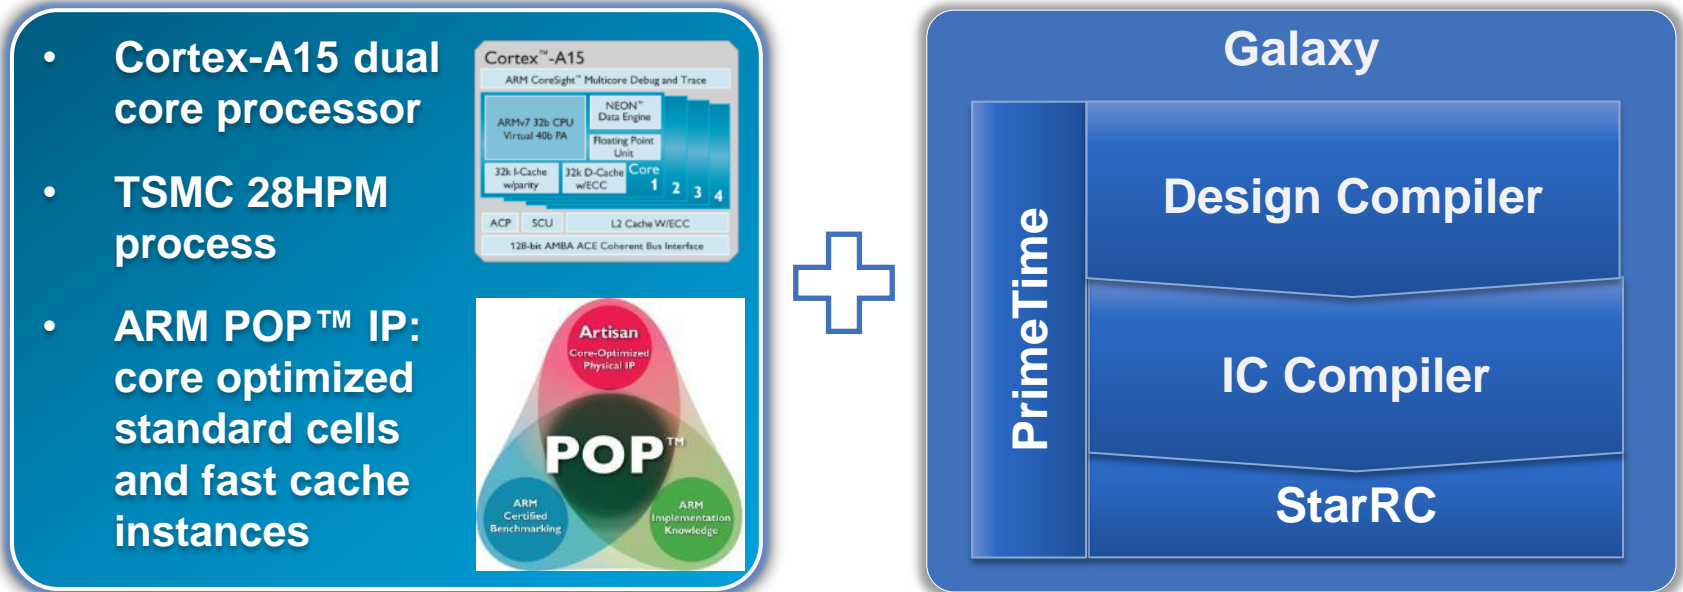 • Cortex-A15 dual
core processor
• TSMC 28HPM
process
• ARM POP™ IP:
core optimized
standard cells
and fast cache
instances
Cortex™-A15
ARM CoreSight™ Multicore Debug and Trace
ARMv7 32b CPU
Virtual 40b PA
NEON™
Data Engine
Floating Point
Unit
32k I-Cache
w/parity
32k D-Cache
w/ECC
Core
1 2 3 4
ACP SCU L2 Cache W/ECC
128-bit AMBA ACE Coherent Bus Interface
Artisan
Core-Optimized
Physical IP
POP™
ARM
Certified
Benchmarking
ARM
Implementation
Knowledge
Galaxy
PrimeTime
Design Compiler
IC Compiler
StarRC